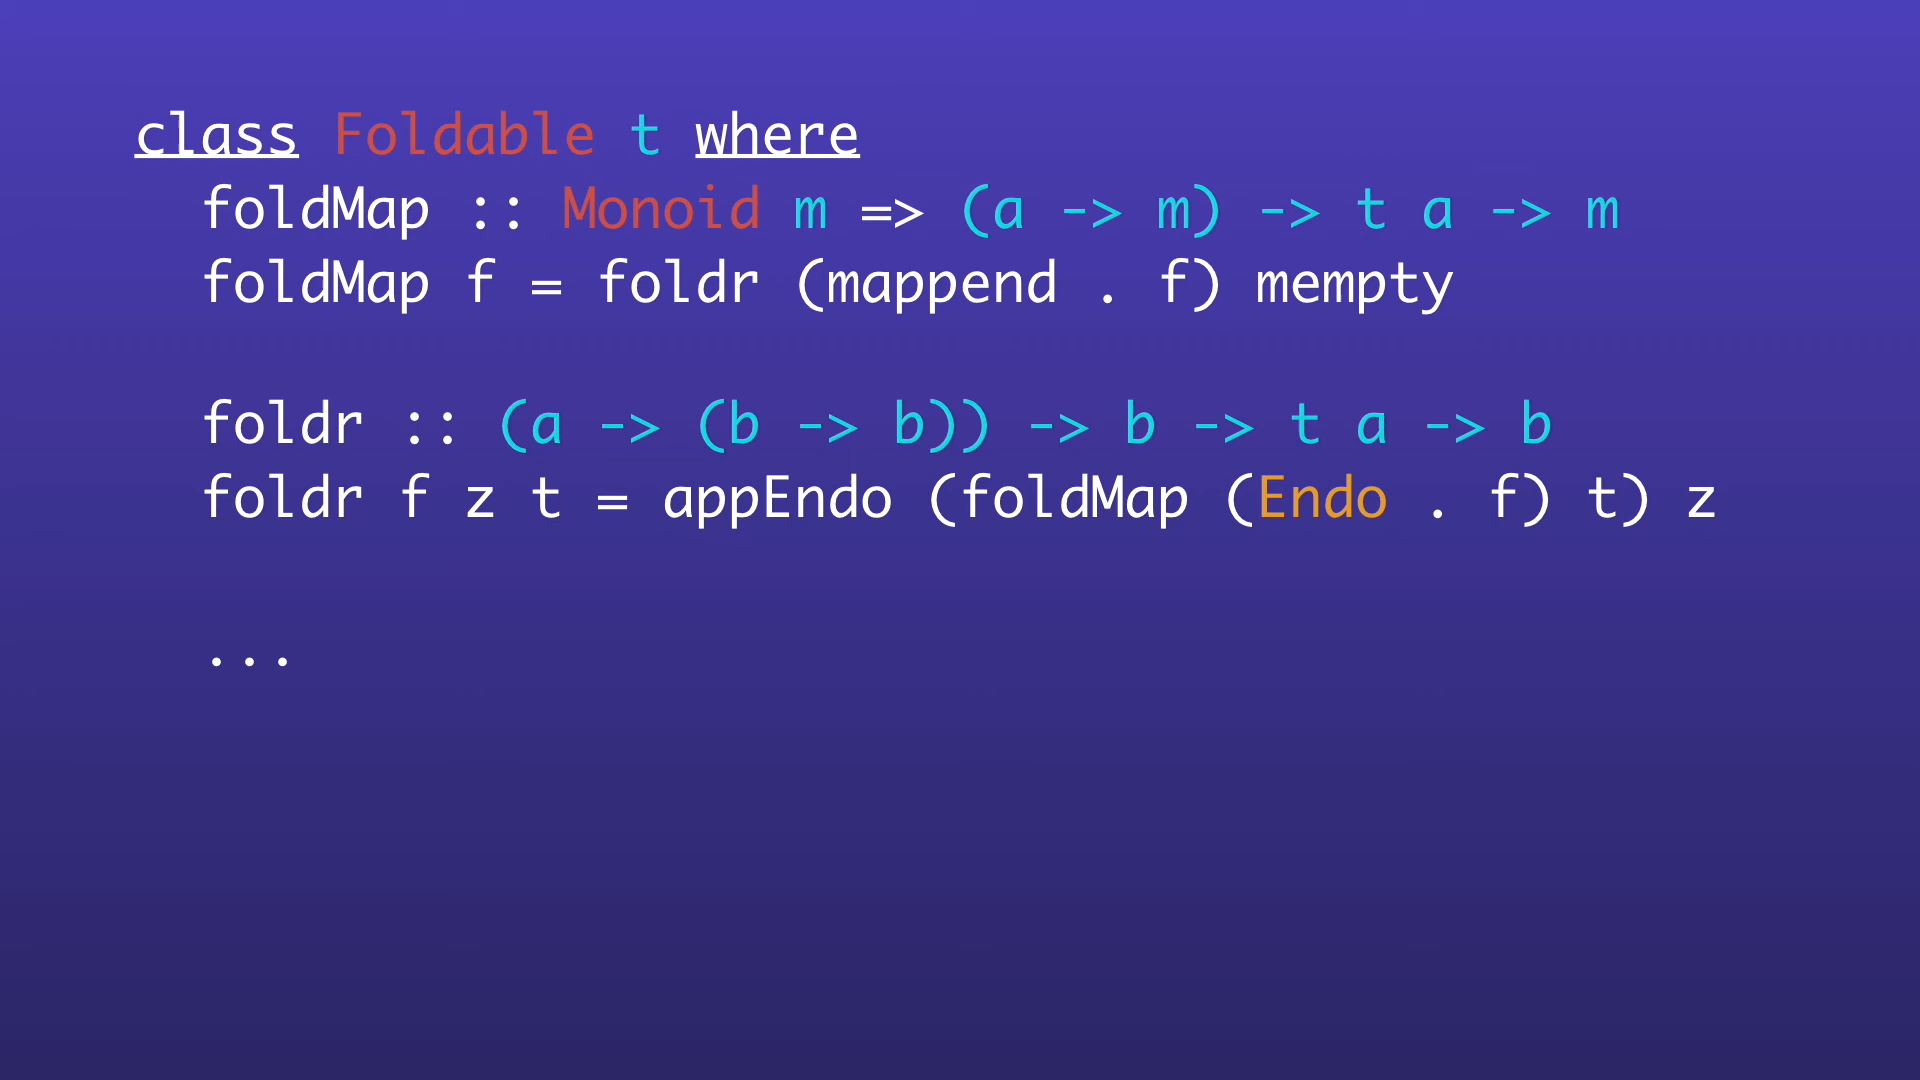 class Foldable t where
  foldMap :: Monoid m => (a -> m) -> t a -> m
  foldMap f = foldr (mappend . f) mempty
  foldr :: (a -> (b -> b)) -> b -> t a -> b
  foldr f z t = appEndo (foldMap (Endo . f) t) z
  ...